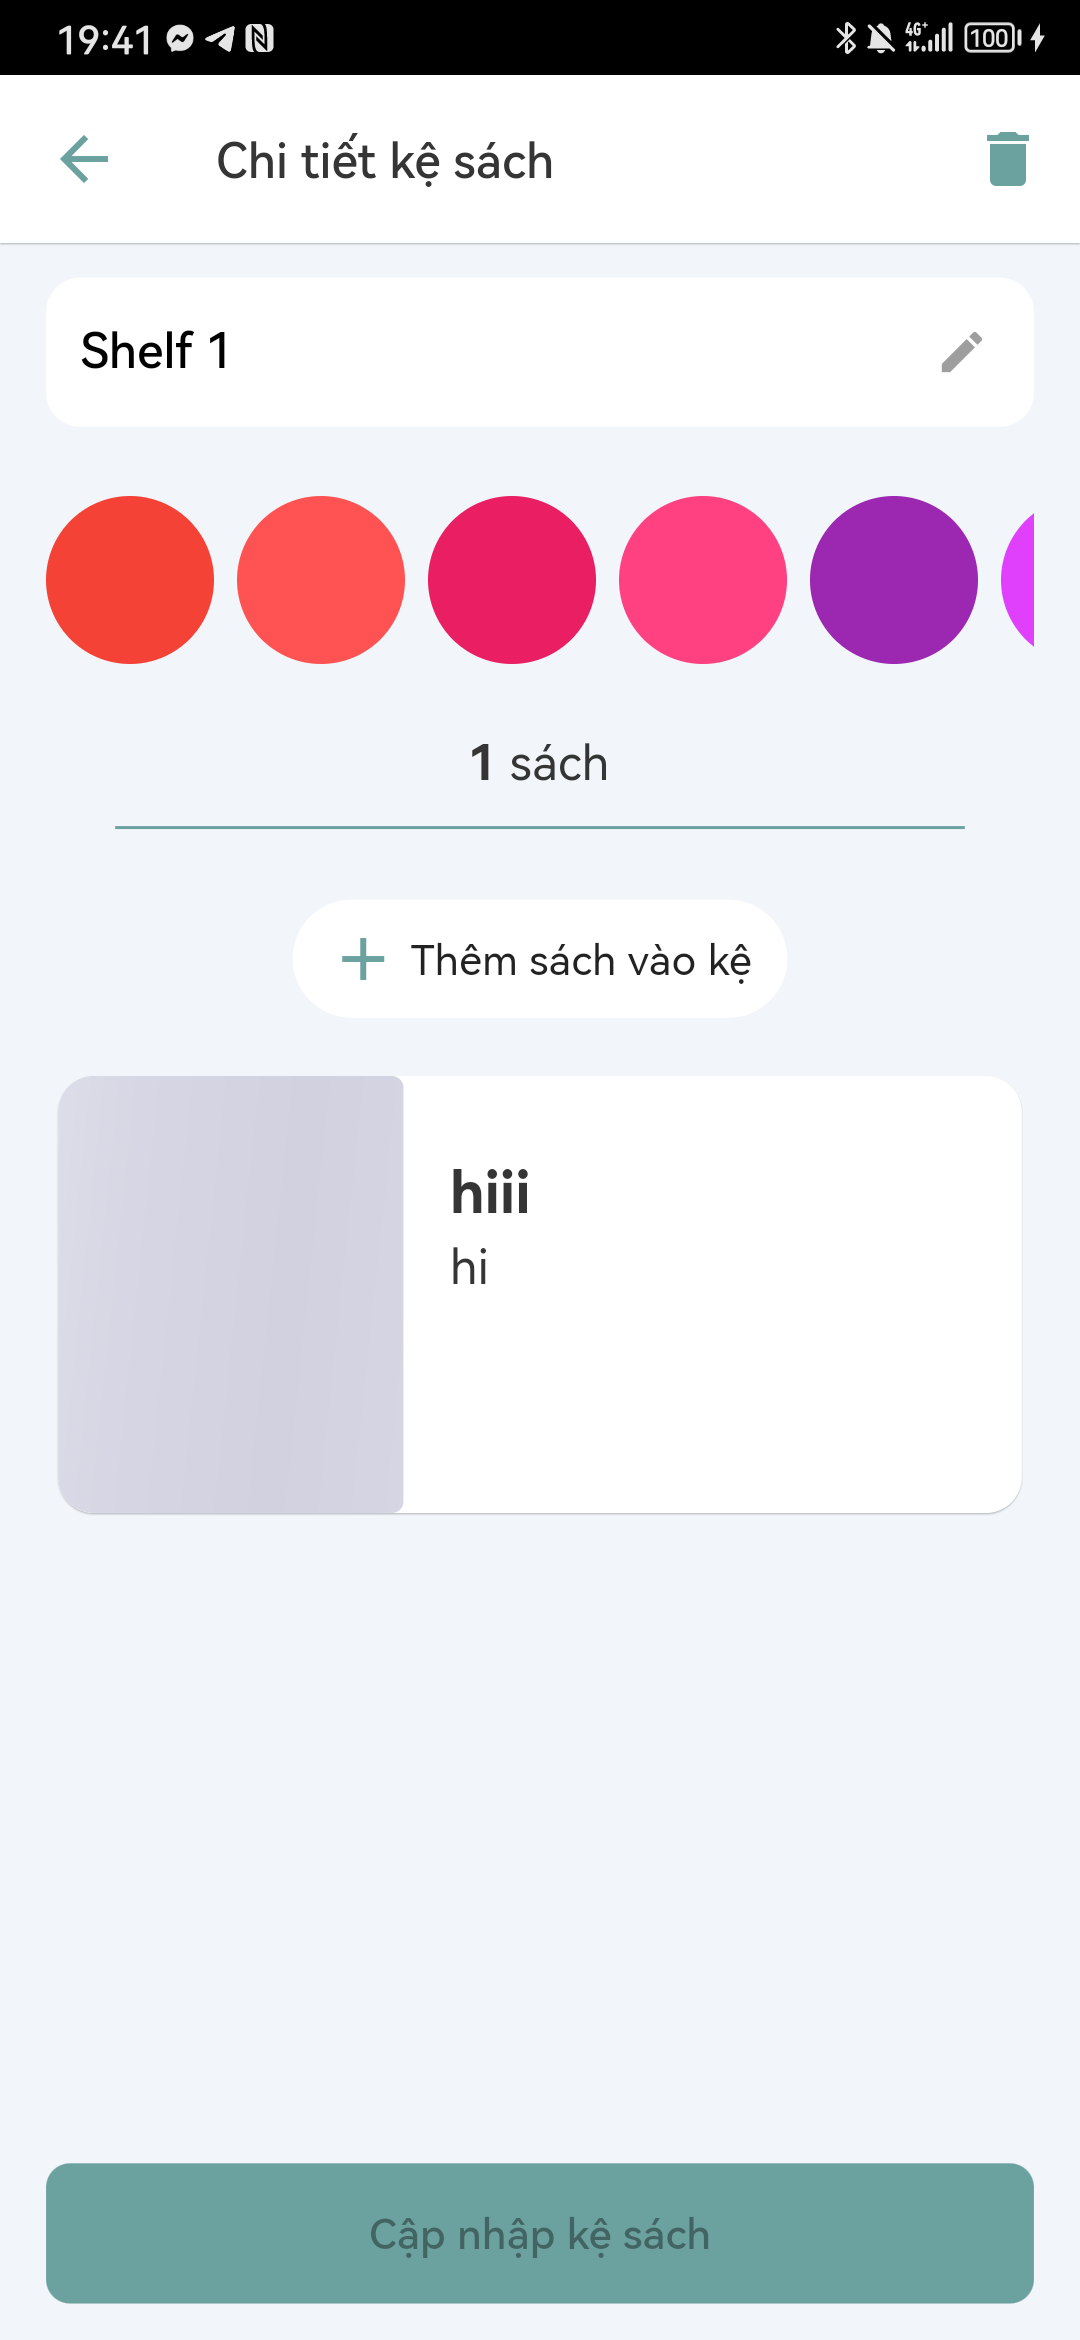 19:41 4G+ 100
Chi tiết kệ sách
Shelf 1
1 sách
Thêm sách vào kệ
hiii
hi
Cập nhập kệ sách